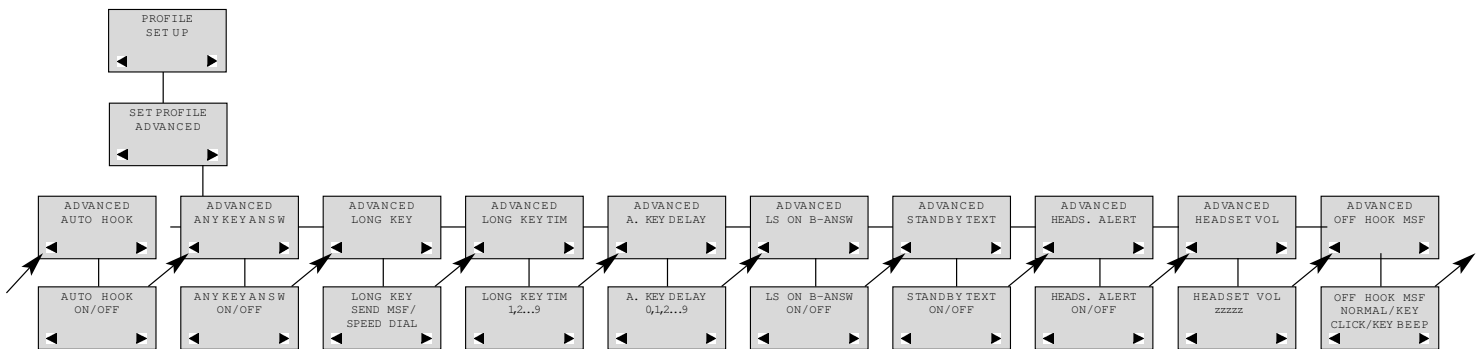 PROFILE
SET UP
SET PROFILE
ADVANCED
ADVANCED
AUTO HOOK
ADVANCED
ANY KEY ANSW
ADVANCED
LONG KEY
ADVANCED
LONG KEY TIM
ADVANCED
A. KEY DELAY
ADVANCED
LS ON B-ANSW
ADVANCED
STANDBY TEXT
ADVANCED
HEADS. ALERT
ADVANCED
HEADSET VOL
ADVANCED
OFF HOOK MSF
AUTO HOOK
ON/OFF
ANY KEY ANSW
ON/OFF
LONG KEY
SEND MSF/
SPEED DIAL
LONG KEY TIM
1,2...9
A. KEY DELAY
0,1,2...9
LS ON B-ANSW
ON/OFF
STANDBY TEXT
ON/OFF
HEADS. ALERT
ON/OFF
HEADSET VOL
zzzzz
OFF HOOK MSF
NORMAL/KEY
CLICK/KEY BEEP